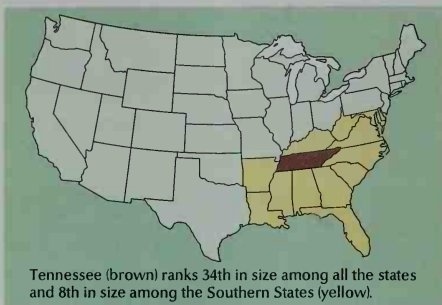 Tennessee (brown) ranks 34th in size among all the states
and 8th in size among the Southern States (yellow).